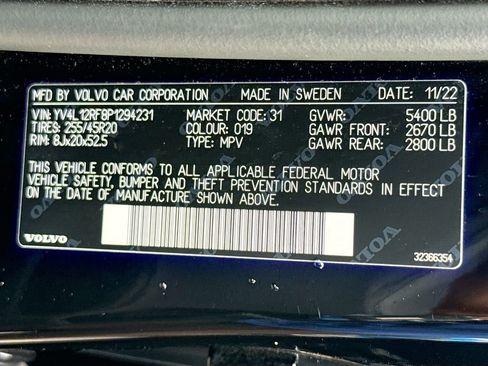 MFD BY VOLVO CAR CORPORATION MADE IN SWEDEN DATE: 11/22
VIN: YV4L12RF8P1294231 MARKET CODE: 31 GVWR: 5400 LB
TIRES: 255/45R20 COLOUR: 019 GAWR FRONT: 2670 LB
RIM: 8Jx20x52.5 TYPE: MPV GAWR REAR: 2800 LB
THIS VEHICLE CONFORMS TO ALL APPLICABLE FEDERAL MOTOR
VEHICLE SAFETY, BUMPER AND THEFT PREVENTION STANDARDS IN EFFECT
ON THE DATE OF MANUFACTURE SHOWN ABOVE.
VOLVO 32366354